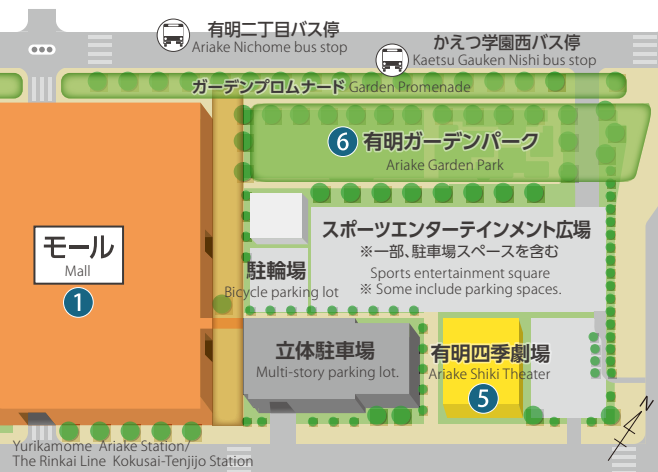 有明二丁目バス停
Ariake Nichome bus stop
かえつ学園西バス停
Kaetsu Gauken Nishi bus stop
ガーデンプロムナード Garden Promenade
6 有明ガーデンパーク
Ariake Garden Park
モール
Mall
1
スポーツエンターテインメント広場
※一部、駐車場スペースを含む
Sports entertainment square
※ Some include parking spaces.
駐輪場
Bicycle parking lot
立体駐車場
Multi-story parking lot.
有明四季劇場
Ariake Shiki Theater
5
N
Yurikamome Ariake Station/
The Rinkai Line Kokusai-Tenjijo Station